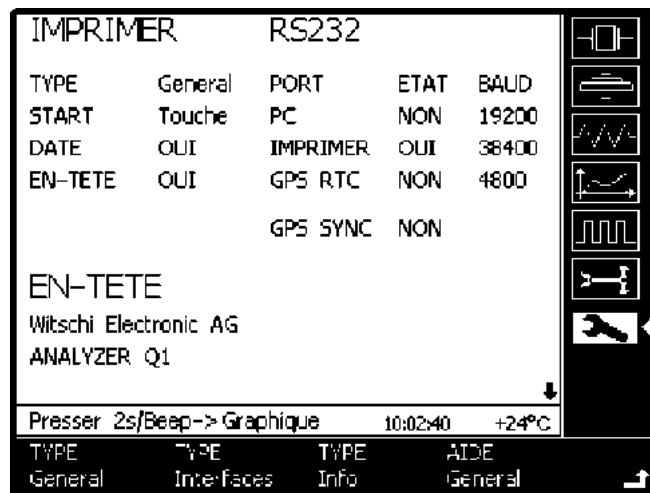 IMPRIMER RS232
TYPE General PORT ETAT BAUD
START Touche PC NON 19200
DATE OUI IMPRIMER OUI 38400
EN-TETE OUI GPS RTC NON 4800
GPS SYNC NON
EN-TETE
Witschi Electronic AG
ANALYZER Q1
Presser 2s/Beep-> Graphique 10:02:40 +24°C
TYPE TYPE TYPE AIDE
General Interfaces Info General